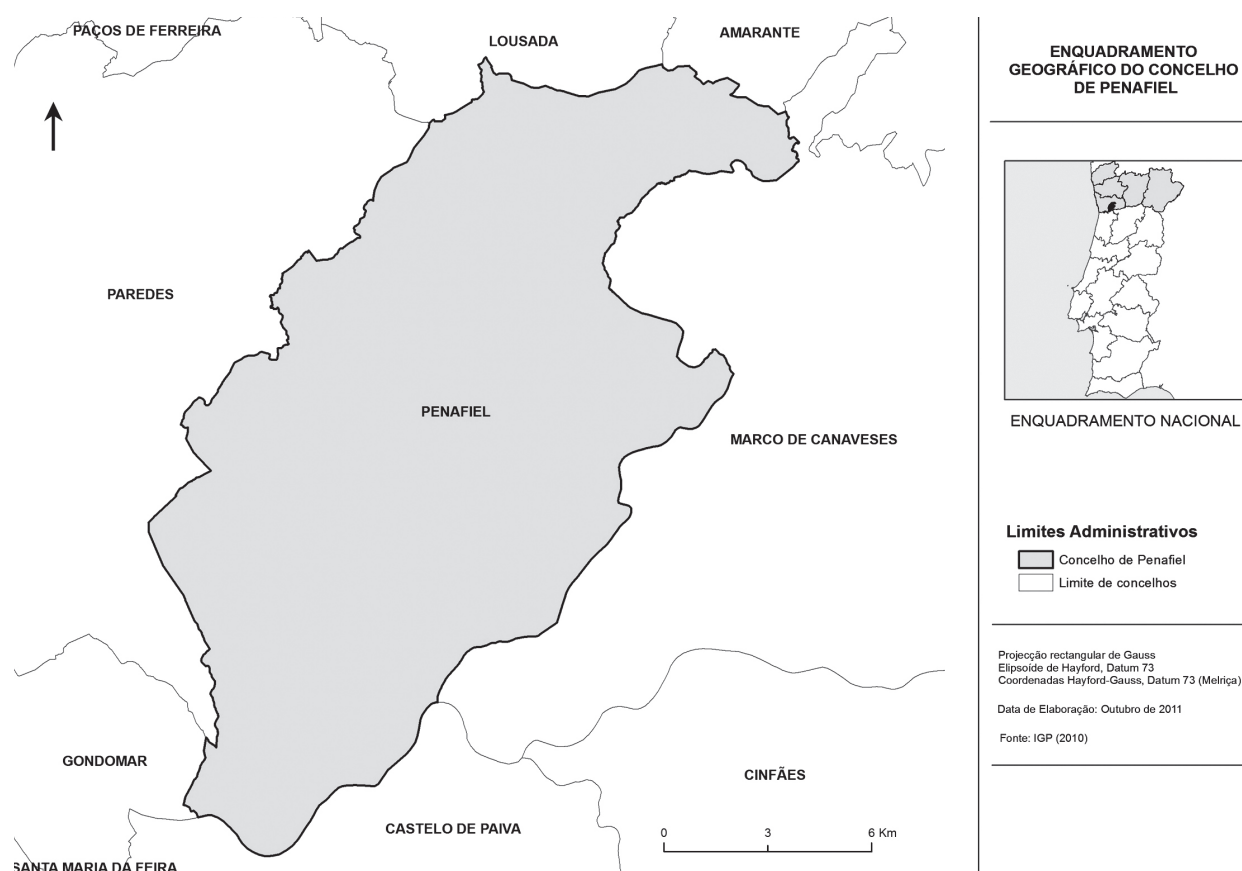 PAÇOS DE FERREIRA
LOUSADA
AMARANTE
PAREDES
PENAFIEL
MARCO DE CANAVESES
GONDOMAR
CINFÃES
CASTELO DE PAIVA
SANTA MARIA DA FEIRA
0 3 6 Km
ENQUADRAMENTO
GEOGRÁFICO DO CONCELHO
DE PENAFIEL
ENQUADRAMENTO NACIONAL
Limites Administrativos
Concelho de Penafiel
Limite de concelhos
Projecção rectangular de Gauss
Elipsoíde de Hayford, Datum 73
Coordenadas Hayford-Gauss, Datum 73 (Melriça)
Data de Elaboração: Outubro de 2011
Fonte: IGP (2010)